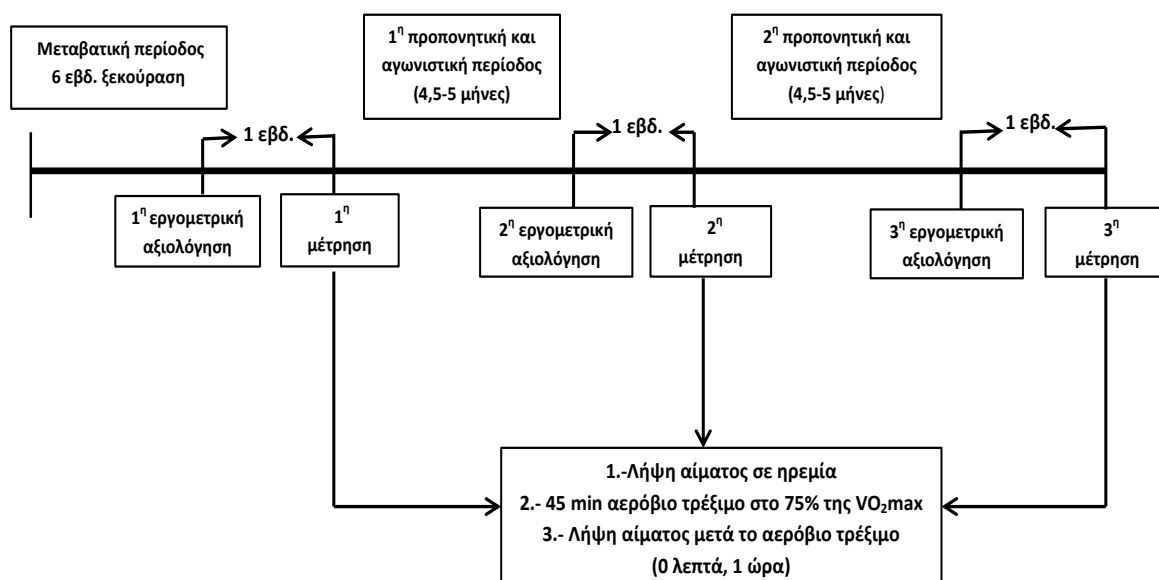 Μεταβατική περίοδος
6 εβδ. ξεκούραση
1η προπονητική και
αγωνιστική περίοδος
(4,5-5 μήνες)
2η προπονητική και
αγωνιστική περίοδος
(4,5-5 μήνες)
1 εβδ.
1 εβδ.
1 εβδ.
1η εργομετρική
αξιολόγηση
1η
μέτρηση
2η εργομετρική
αξιολόγηση
2η
μέτρηση
3η εργομετρική
αξιολόγηση
3η
μέτρηση
1.-Λήψη αίματος σε ηρεμία
2.- 45 min αερόβιο τρέξιμο στο 75% της VO₂max
3.- Λήψη αίματος μετά το αερόβιο τρέξιμο
(0 λεπτά, 1 ώρα)